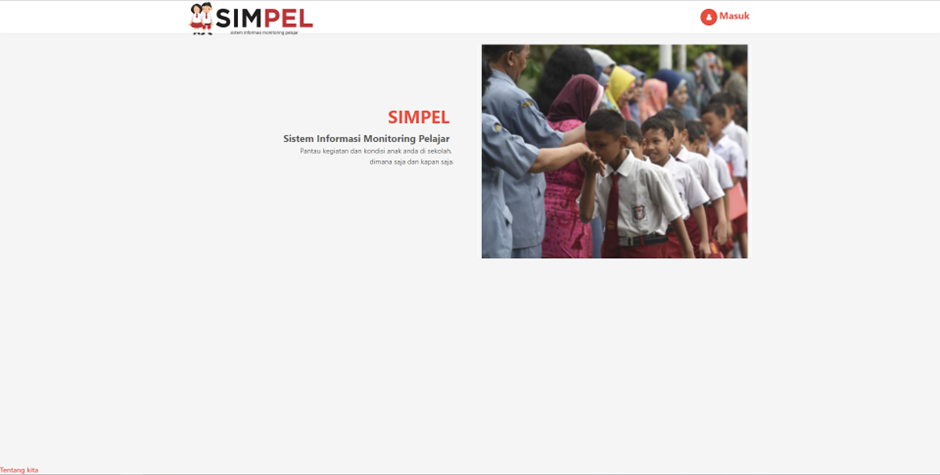 SIMPEL
sistem informasi monitoring pelajar
Masuk
SIMPEL
Sistem Informasi Monitoring Pelajar
Pantau kegiatan dan kondisi anak anda di sekolah,
dimana saja dan kapan saja.
Tentang kita